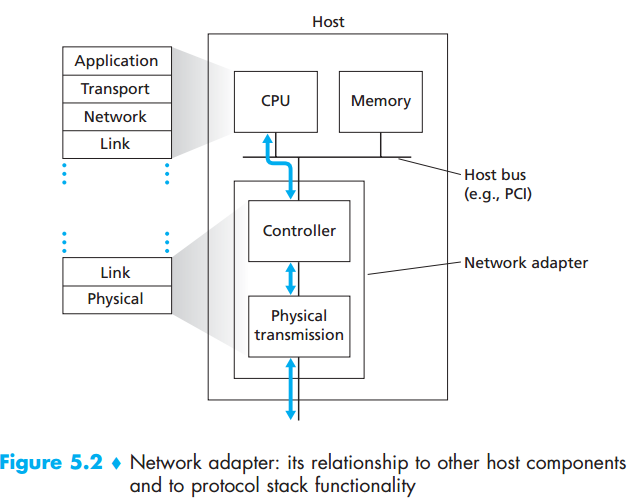 Host
Application
Transport
Network
Link
CPU
Memory
Host bus
(e.g., PCI)
Controller
Network adapter
Link
Physical
Physical
transmission
Figure 5.2 ♦ Network adapter: its relationship to other host components
and to protocol stack functionality